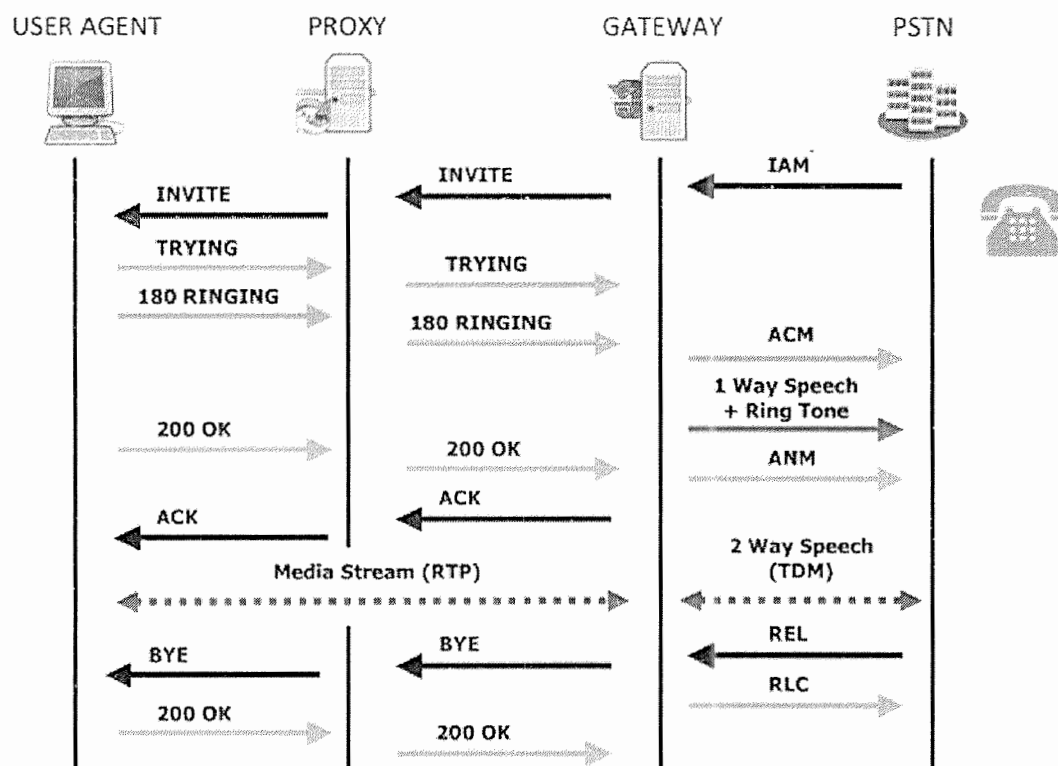 USER AGENT
PROXY
GATEWAY
PSTN
IAM
INVITE
INVITE
TRYING
TRYING
180 RINGING
180 RINGING
ACM
1 Way Speech
+ Ring Tone
200 OK
200 OK
ANM
ACK
ACK
2 Way Speech
(TDM)
Media Stream (RTP)
REL
BYE
BYE
RLC
200 OK
200 OK